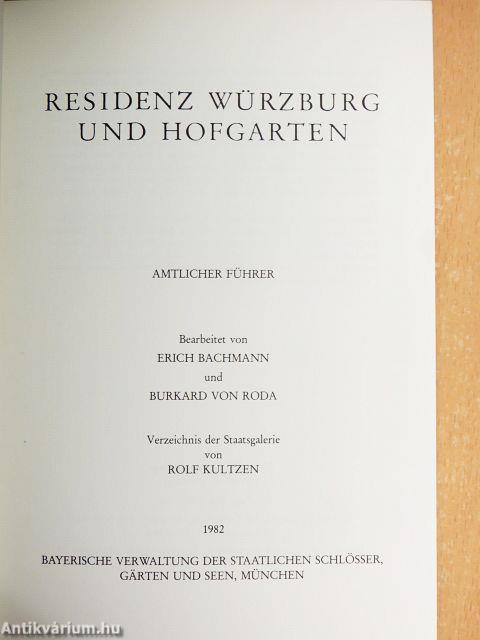 RESIDENZ WÜRZBURG
UND HOFGARTEN
AMTLICHER FÜHRER
Bearbeitet von
ERICH BACHMANN
und
BURKARD VON RODA
Verzeichnis der Staatsgalerie
von
ROLF KULTZEN
1982
BAYERISCHE VERWALTUNG DER STAATLICHEN SCHLÖSSER,
GÄRTEN UND SEEN, MÜNCHEN
Antikvárium.hu